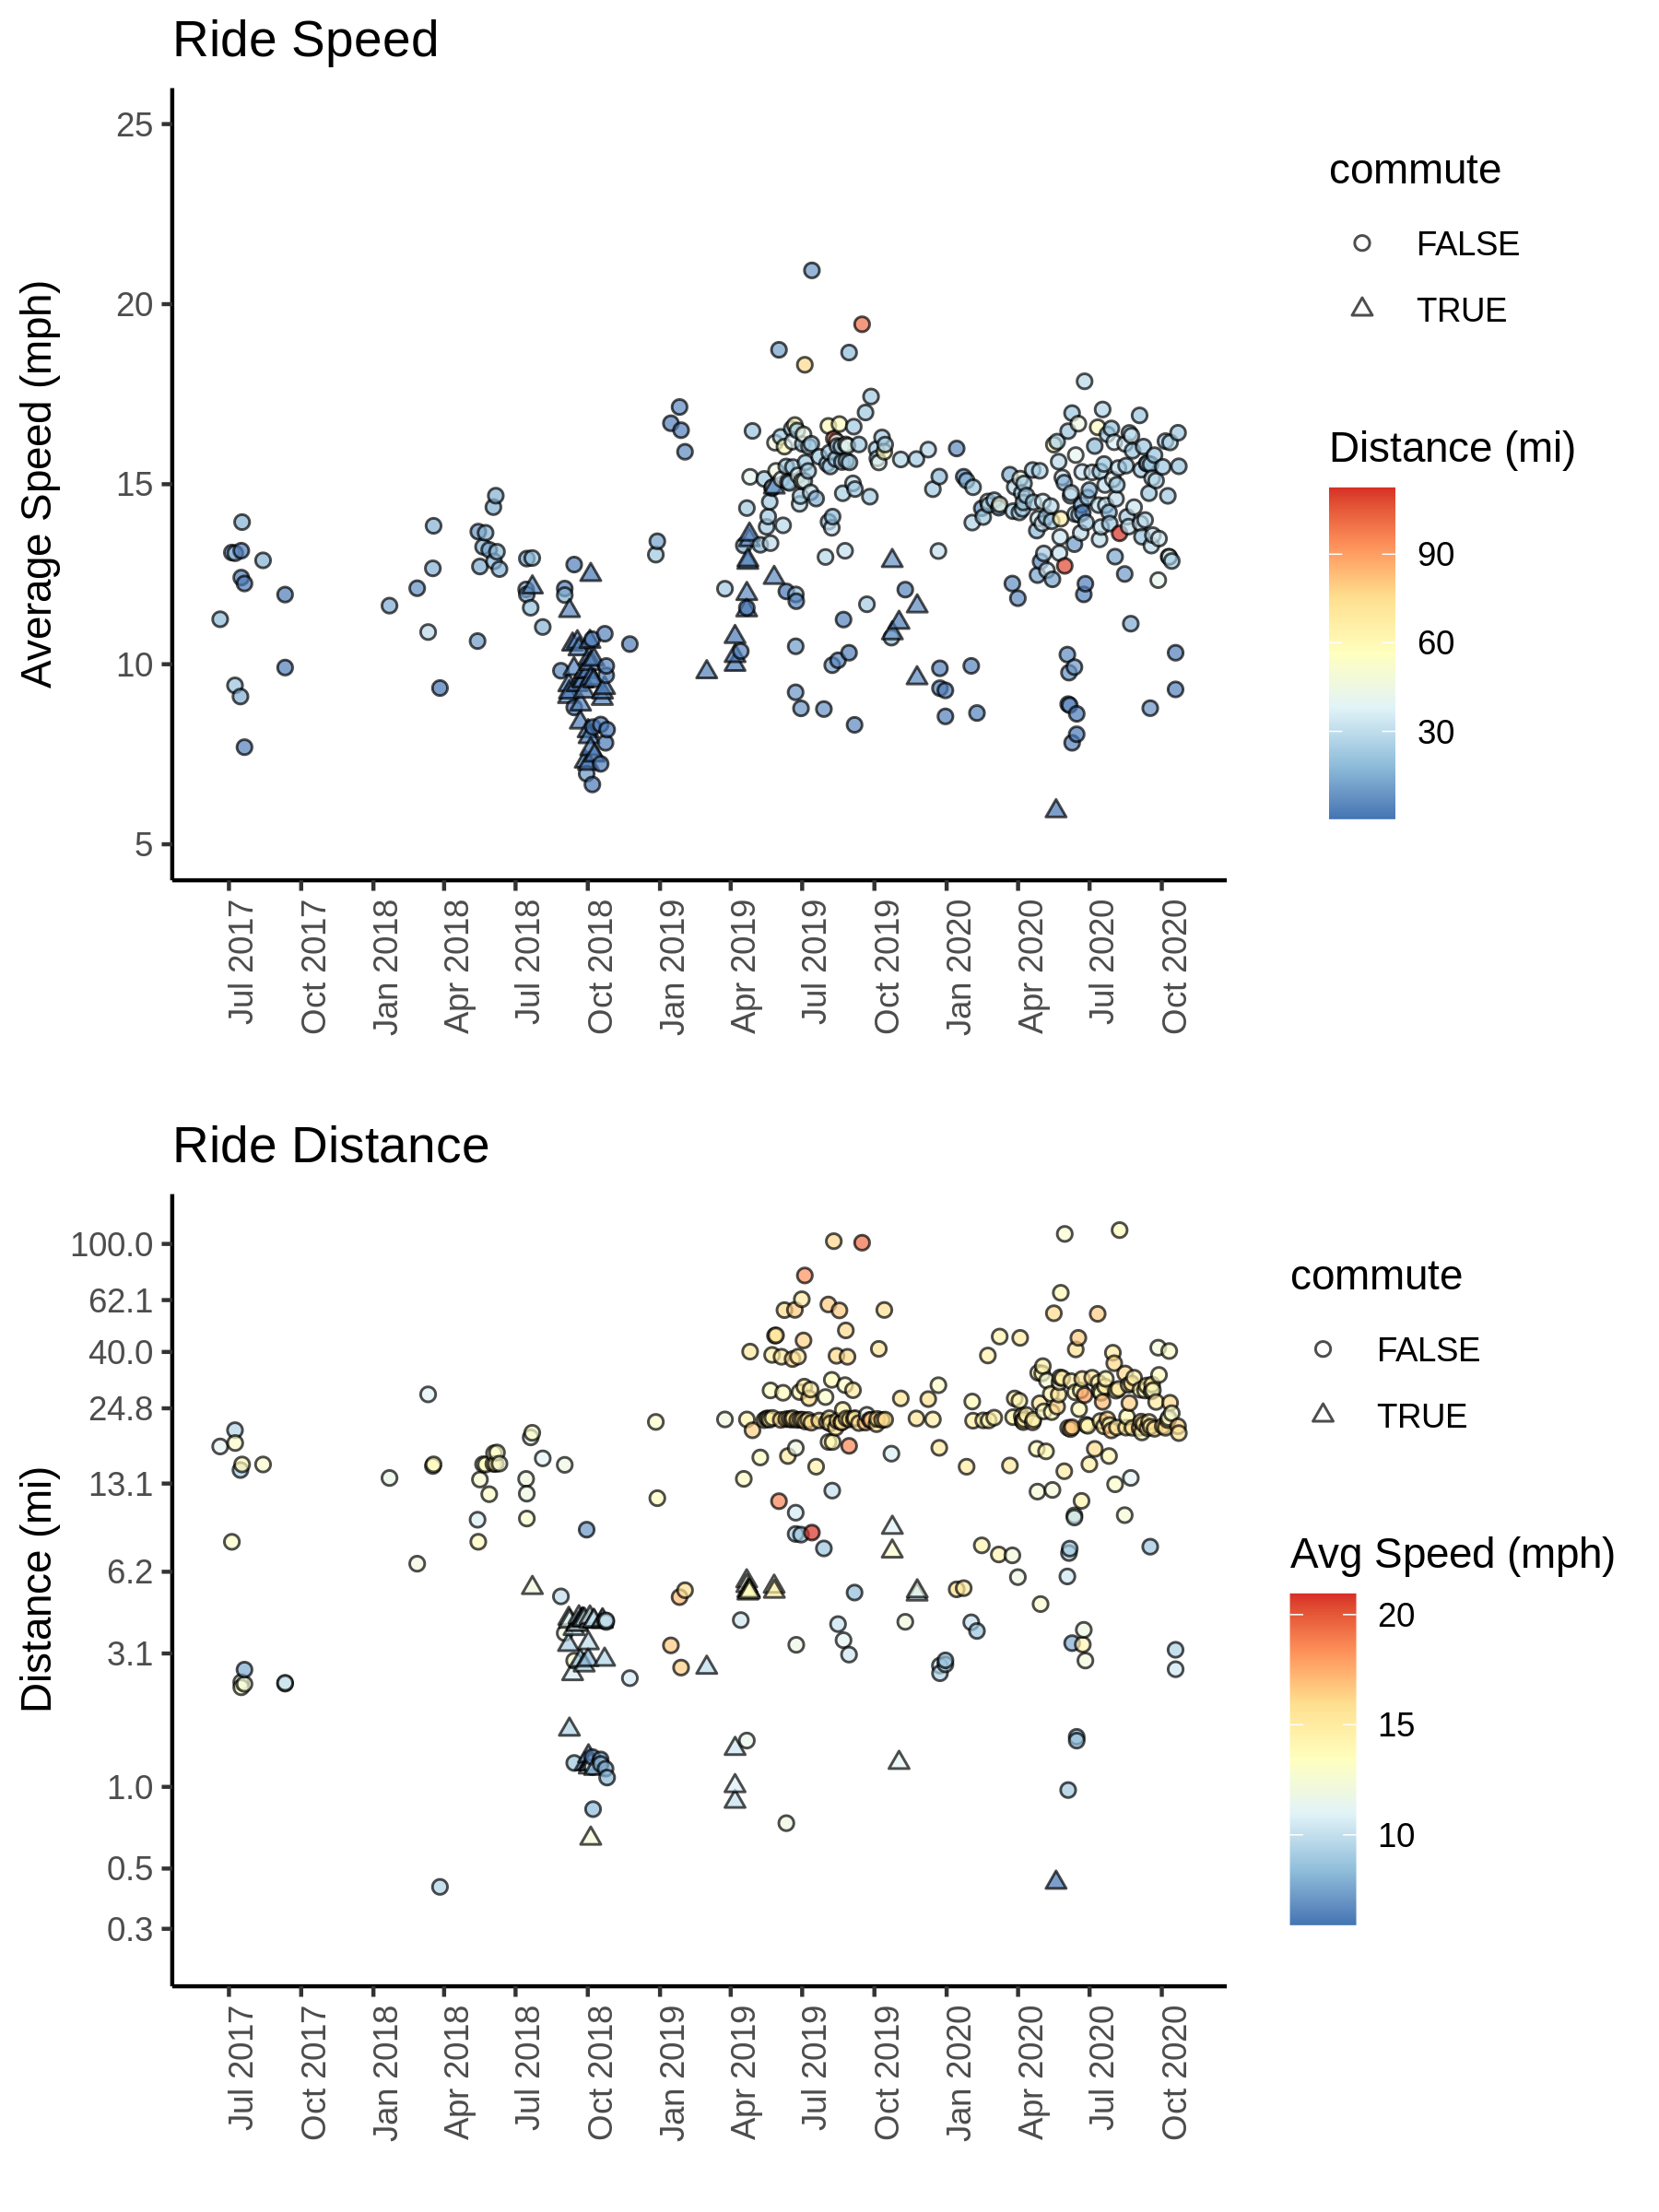 Ride Speed
Average Speed (mph)
25
20
15
10
5
Jul 2017
Oct 2017
Jan 2018
Apr 2018
Jul 2018
Oct 2018
Jan 2019
Apr 2019
Jul 2019
Oct 2019
Jan 2020
Apr 2020
Jul 2020
Oct 2020
commute
FALSE
TRUE
Distance (mi)
90
60
30
Ride Distance
Distance (mi)
100.0
62.1
40.0
24.8
13.1
6.2
3.1
1.0
0.5
0.3
Jul 2017
Oct 2017
Jan 2018
Apr 2018
Jul 2018
Oct 2018
Jan 2019
Apr 2019
Jul 2019
Oct 2019
Jan 2020
Apr 2020
Jul 2020
Oct 2020
commute
FALSE
TRUE
Avg Speed (mph)
20
15
10